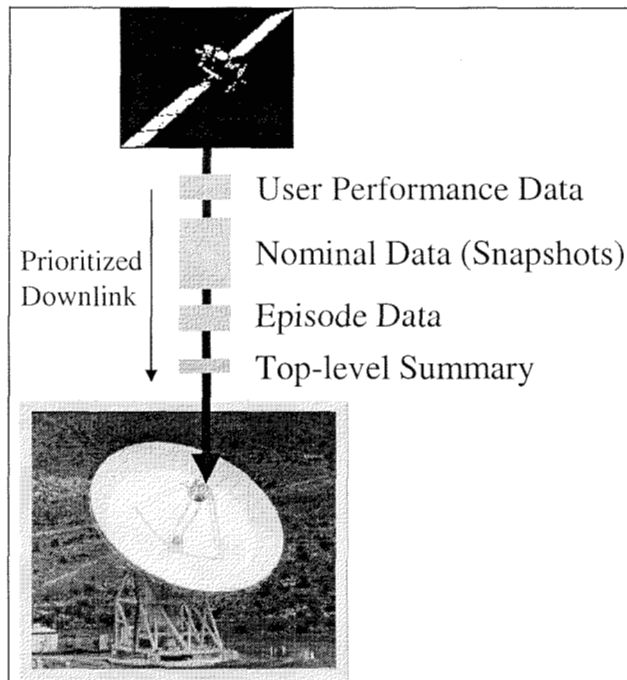 User Performance Data
Nominal Data (Snapshots)
Prioritized
Downlink
Episode Data
Top-level Summary